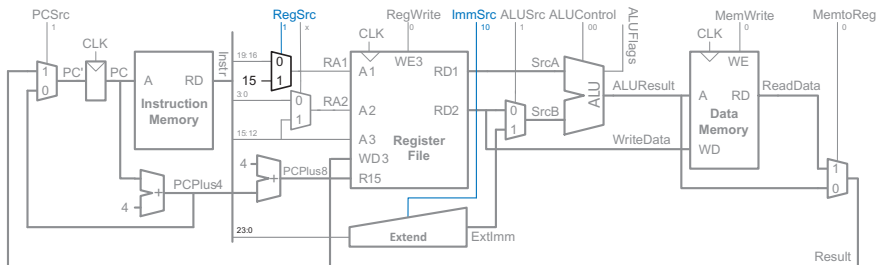 PCSrc RegSrc RegWrite ImmSrc ALUSrc ALUControl ALUFlags MemWrite MemtoReg
1 1 x 0 10 1 00 0 0
CLK CLK CLK
Instr
19:16 0 RA1 A1 WE3 RD1 SrcA WE
1 PC' PC A RD 15 1
0
Instruction
Memory
3:0 0 RA2 A2 RD2 0 SrcB ALU ALUResult A RD ReadData
1 1
Data
Memory
15:12 A3 Register
File
WriteData WD
WD3
4 PCPlus8 R15
+
1
0
PCPlus4
+
4
23:0 Extend ExtImm
Result